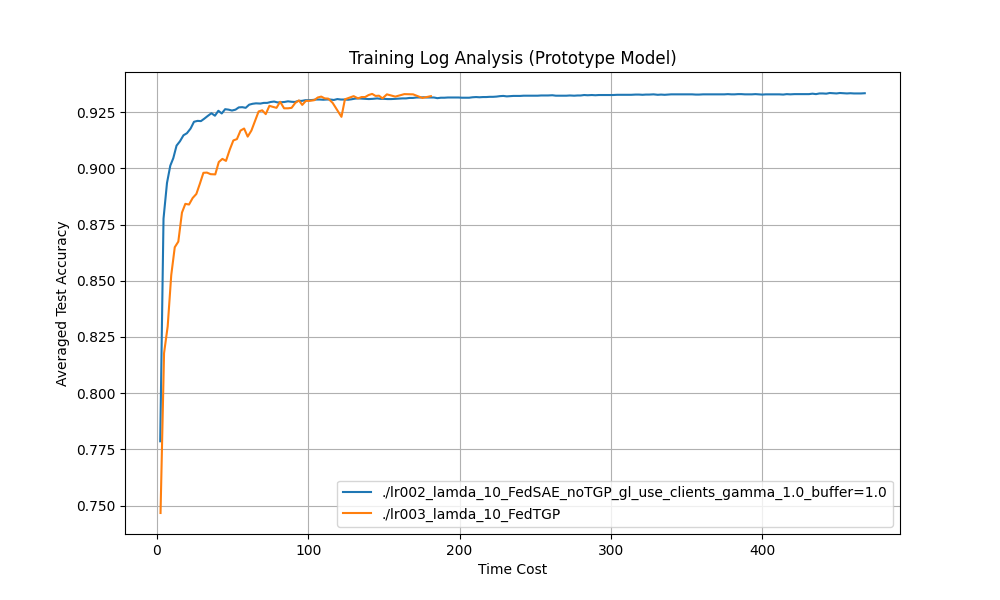 Training Log Analysis (Prototype Model)
Averaged Test Accuracy
0.925
0.900
0.875
0.850
0.825
0.800
0.775
0.750
./lr002_lamda_10_FedSAE_noTGP_gl_use_clients_gamma_1.0_buffer=1.0
./lr003_lamda_10_FedTGP
0
100
200
300
400
Time Cost